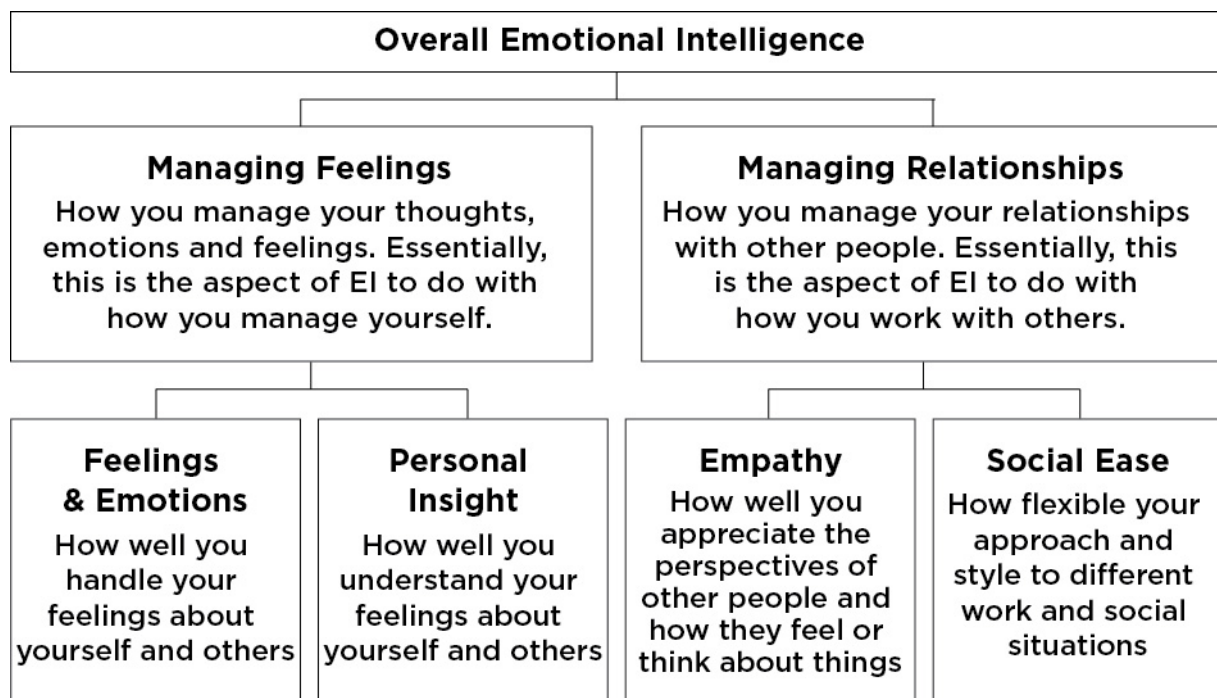 Overall Emotional Intelligence
Managing Feelings
How you manage your thoughts,
emotions and feelings. Essentially,
this is the aspect of EI to do with
how you manage yourself.
Managing Relationships
How you manage your relationships
with other people. Essentially, this
is the aspect of EI to do with
how you work with others.
Feelings
& Emotions
How well you
handle your
feelings about
yourself and others
Personal
Insight
How well you
understand your
feelings about
yourself and others
Empathy
How well you
appreciate the
perspectives of
other people and
how they feel or
think about things
Social Ease
How flexible your
approach and
style to different
work and social
situations